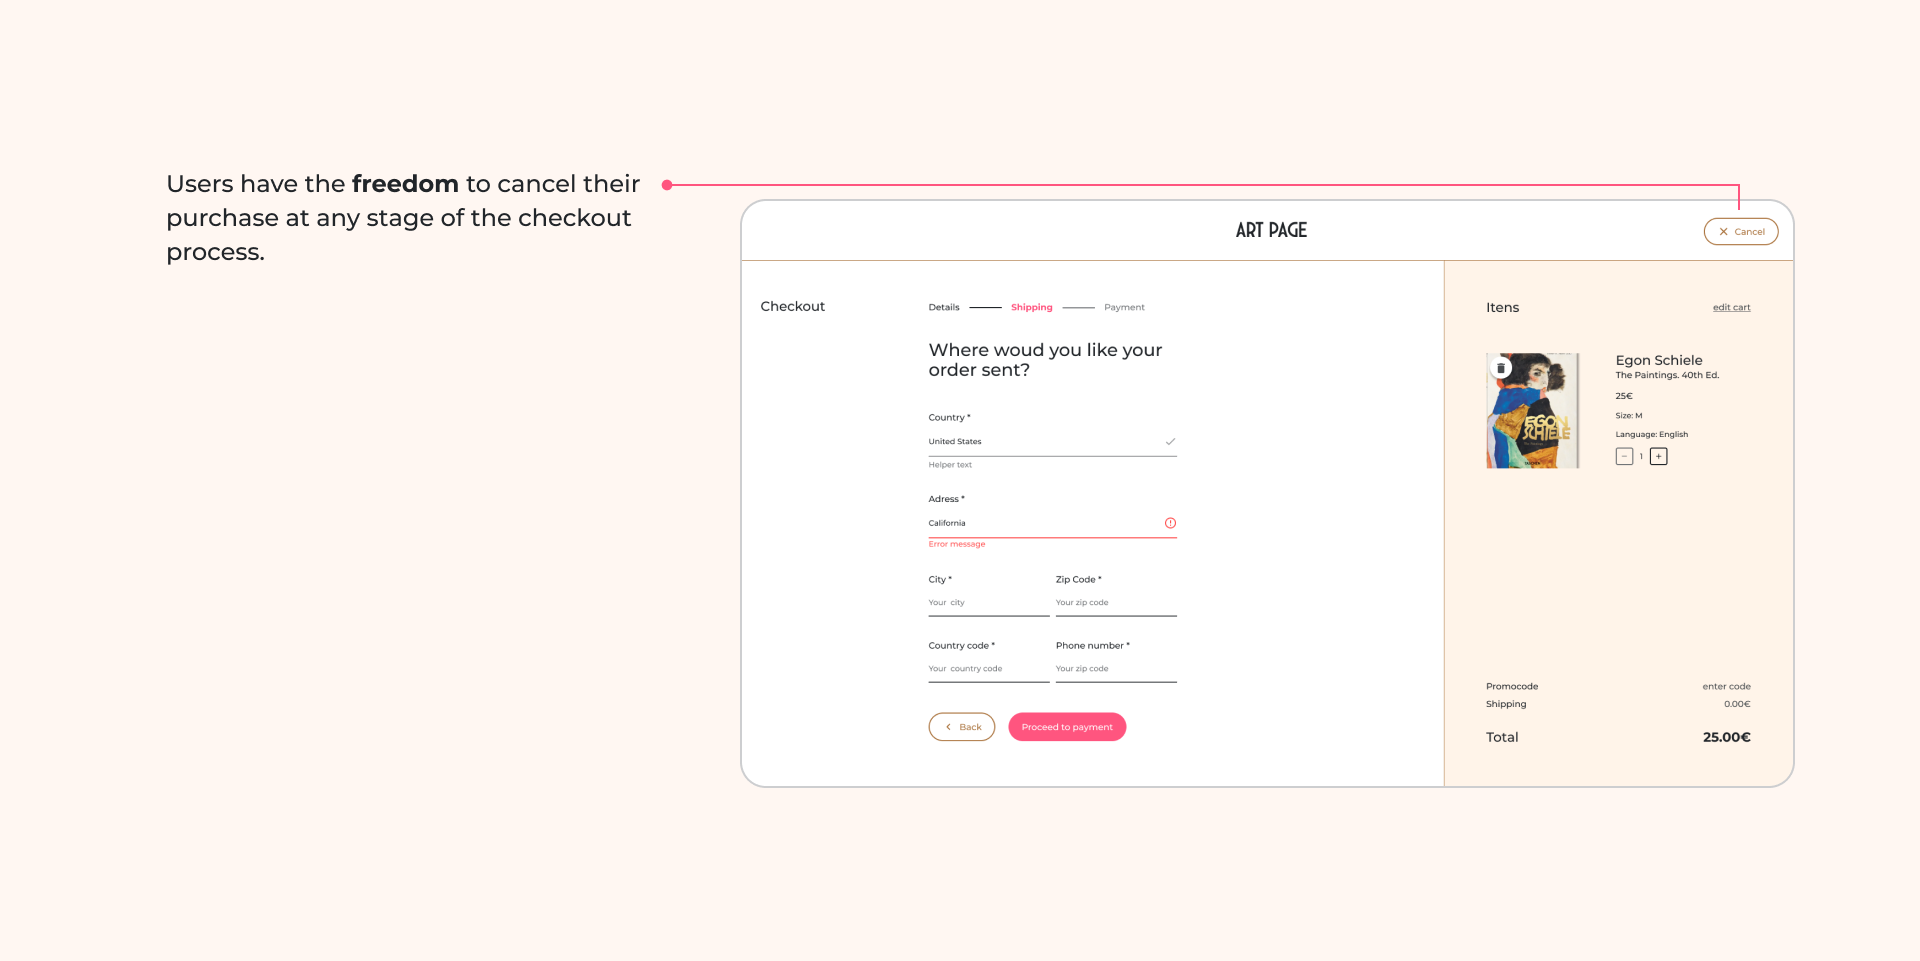 Users have the freedom to cancel their
purchase at any stage of the checkout
process.
ART PAGE
Cancel
Checkout
Details
Shipping
Payment
Where woud you like your
order sent?
Country *
United States
Helper text
Adress *
California
Error message
City *
Your city
Zip Code *
Your zip code
Country code *
Your country code
Phone number *
Your zip code
Back
Proceed to payment
Itens
edit cart
EGON
SCHIELE
TASCHEN
Egon Schiele
The Paintings. 40th Ed.
25€
Size: M
Language: English
− 1 +
Promocode
enter code
Shipping
0.00€
Total
25.00€